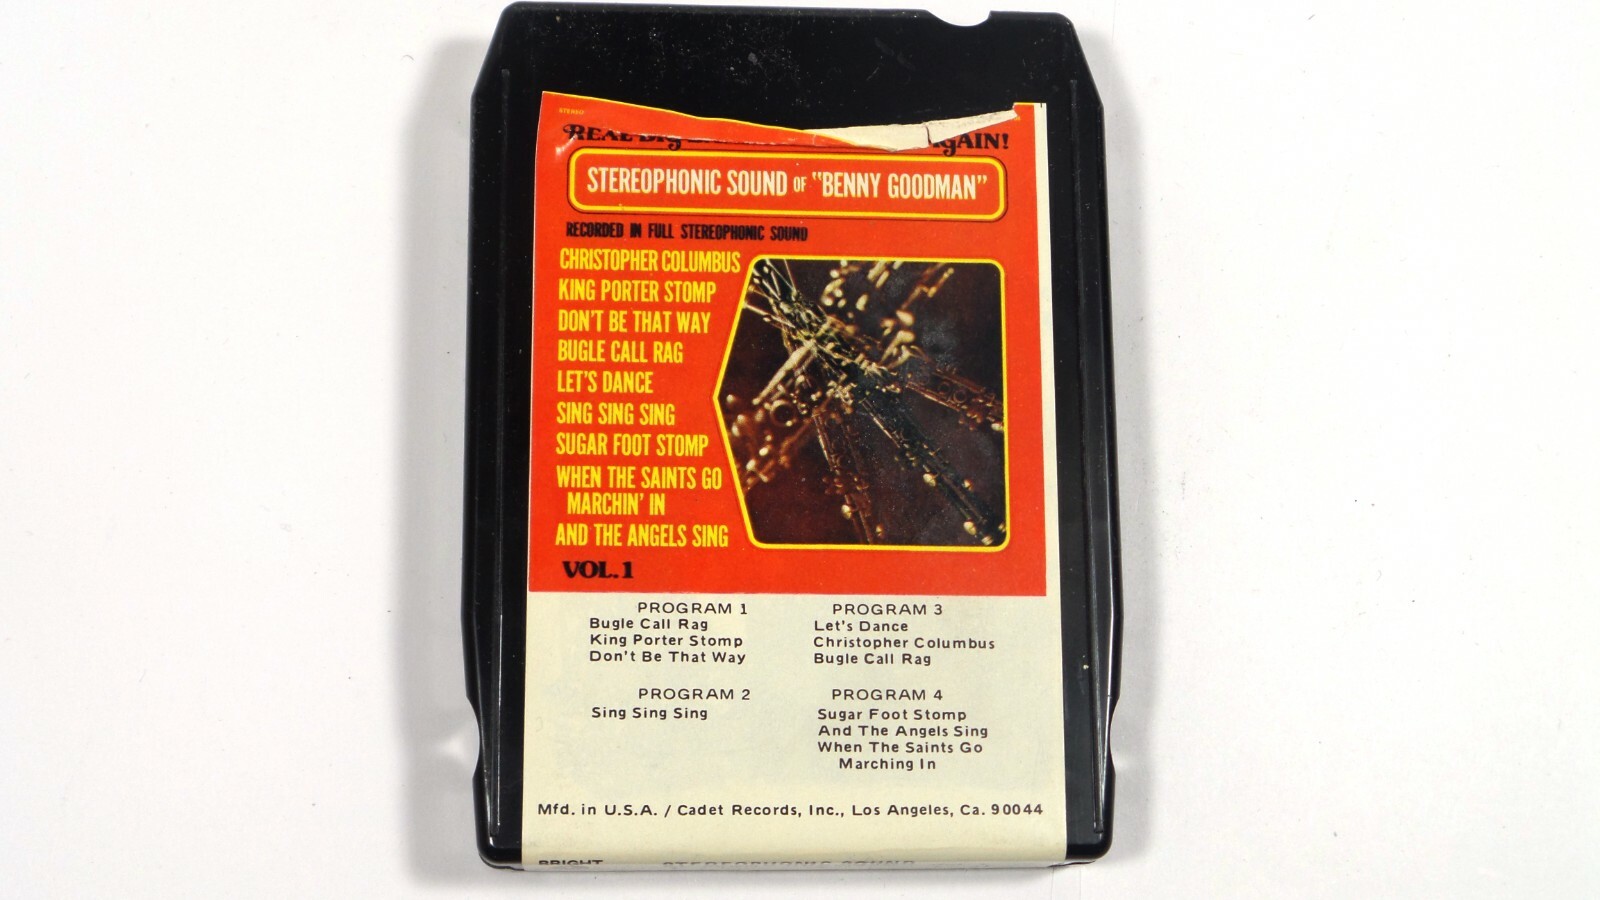 STEREO
REAL BIG AGAIN!
STEREOPHONIC SOUND OF "BENNY GOODMAN"
RECORDED IN FULL STEREOPHONIC SOUND
CHRISTOPHER COLUMBUS
KING PORTER STOMP
DON'T BE THAT WAY
BUGLE CALL RAG
LET'S DANCE
SING SING SING
SUGAR FOOT STOMP
WHEN THE SAINTS GO
MARCHIN' IN
AND THE ANGELS SING
VOL. 1
PROGRAM 1
Bugle Call Rag
King Porter Stomp
Don't Be That Way
PROGRAM 2
Sing Sing Sing
PROGRAM 3
Let's Dance
Christopher Columbus
Bugle Call Rag
PROGRAM 4
Sugar Foot Stomp
And The Angels Sing
When The Saints Go
Marching In
Mfd. in U.S.A. / Cadet Records, Inc., Los Angeles, Ca. 90044
BRIGHT STEREOPHONIC SOUND